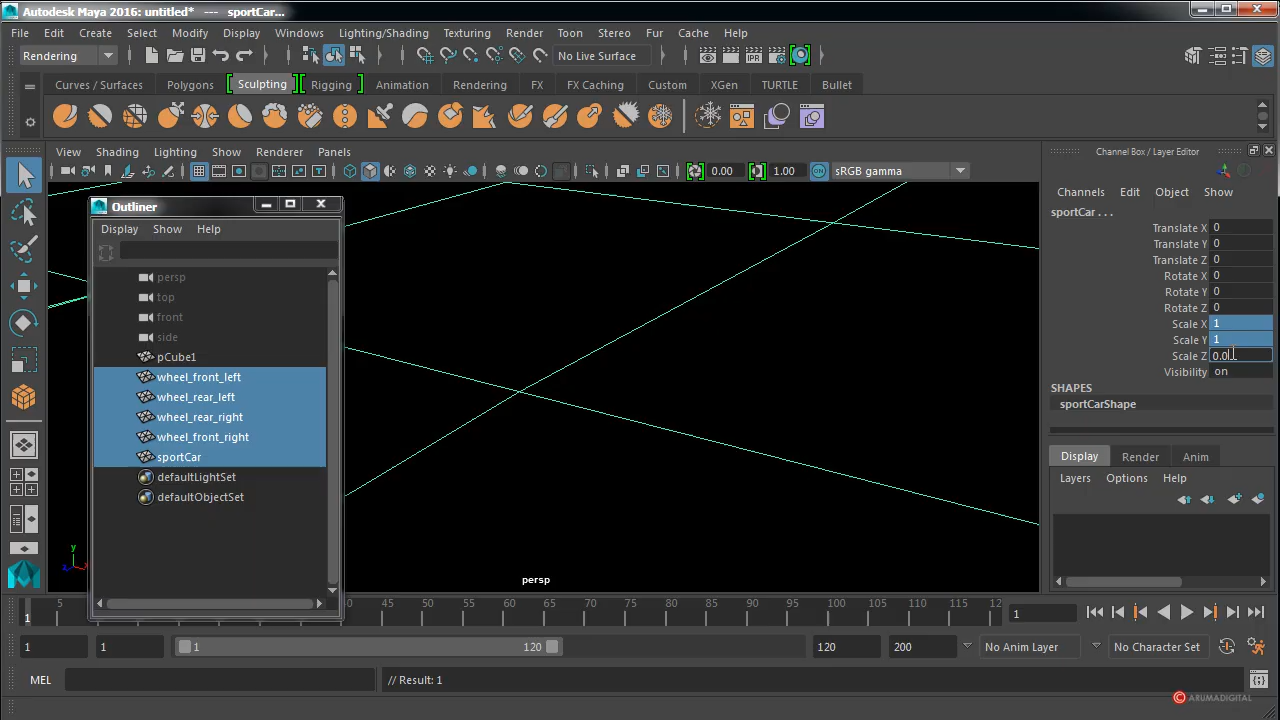 Autodesk Maya 2016: untitled*   ---   sportCar...
File Edit Create Select Modify Display Windows Lighting/Shading Texturing Render Toon Stereo Fur Cache Help
Rendering No Live Surface
Curves / Surfaces Polygons Sculpting Rigging Animation Rendering FX FX Caching Custom XGen TURTLE Bullet
View Shading Lighting Show Renderer Panels
0.00 1.00 sRGB gamma
Outliner
Display Show Help
persp
top
front
side
pCube1
wheel_front_left
wheel_rear_left
wheel_rear_right
wheel_front_right
sportCar
defaultLightSet
defaultObjectSet
y
z
persp
Channel Box / Layer Editor
Channels Edit Object Show
sportCar . . .
Translate X 0
Translate Y 0
Translate Z 0
Rotate X 0
Rotate Y 0
Rotate Z 0
Scale X 1
Scale Y 1
Scale Z 0.0
Visibility on
SHAPES
sportCarShape
Display Render Anim
Layers Options Help
1 5 40 45 50 55 60 65 70 75 80 85 90 95 100 105 110 115 12 1
1 1 1 120 120 200 No Anim Layer No Character Set
MEL // Result: 1
© ARUMADIGITAL